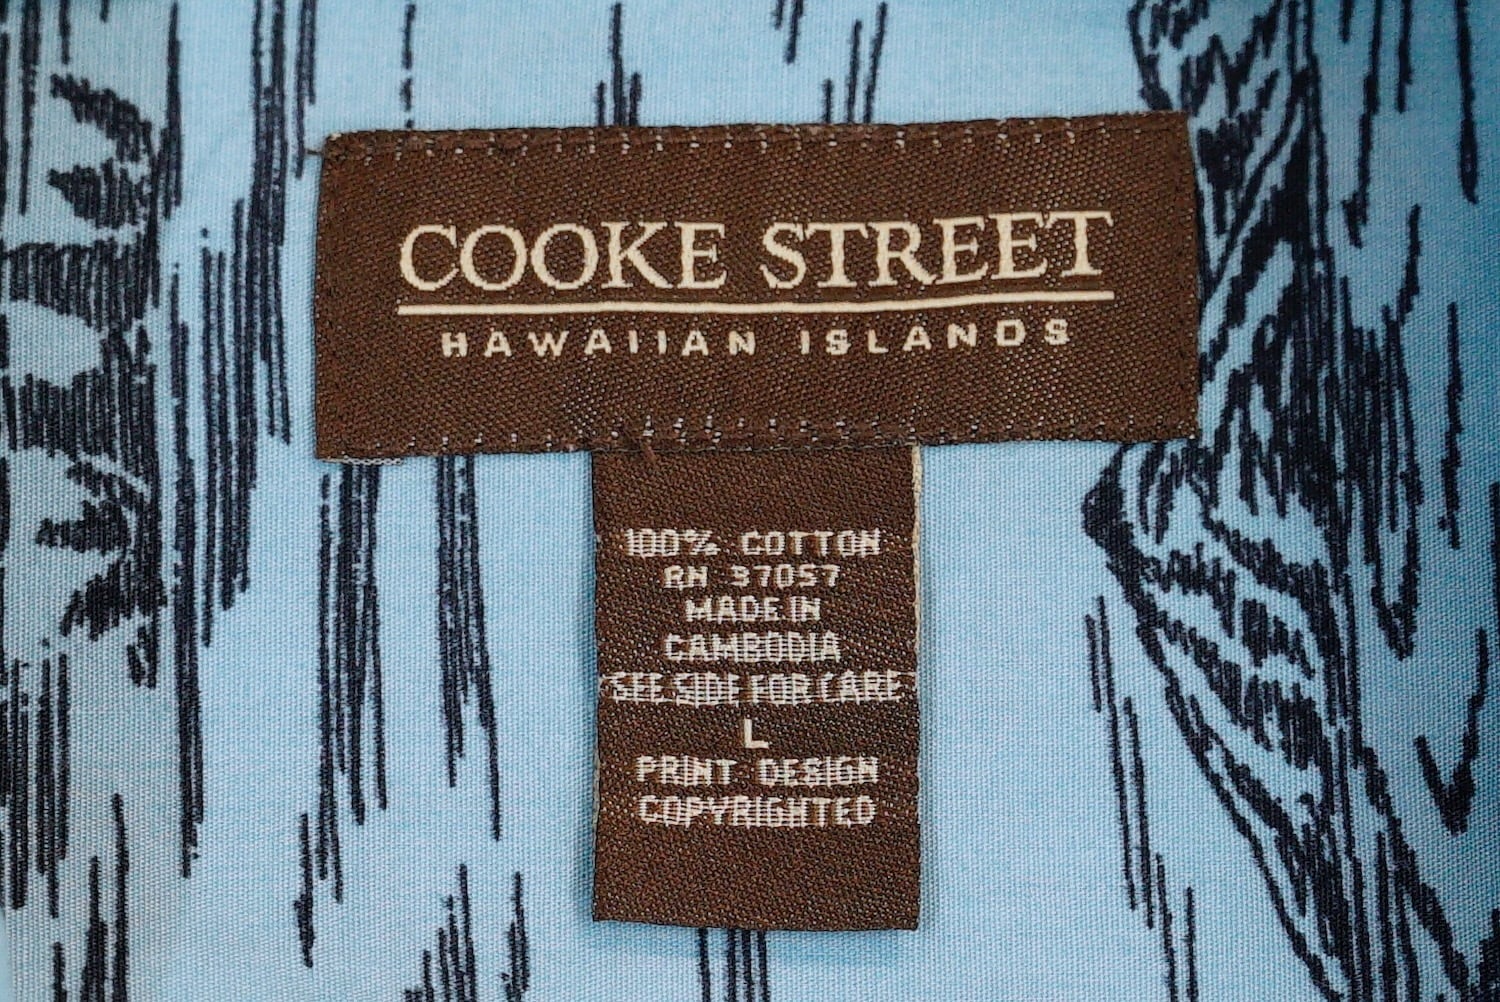 COOKE STREET
HAWAIIAN ISLANDS
100% COTTON
RN 37057
MADE IN
CAMBODIA
SEE SIDE FOR CARE
L
PRINT DESIGN
COPYRIGHTED